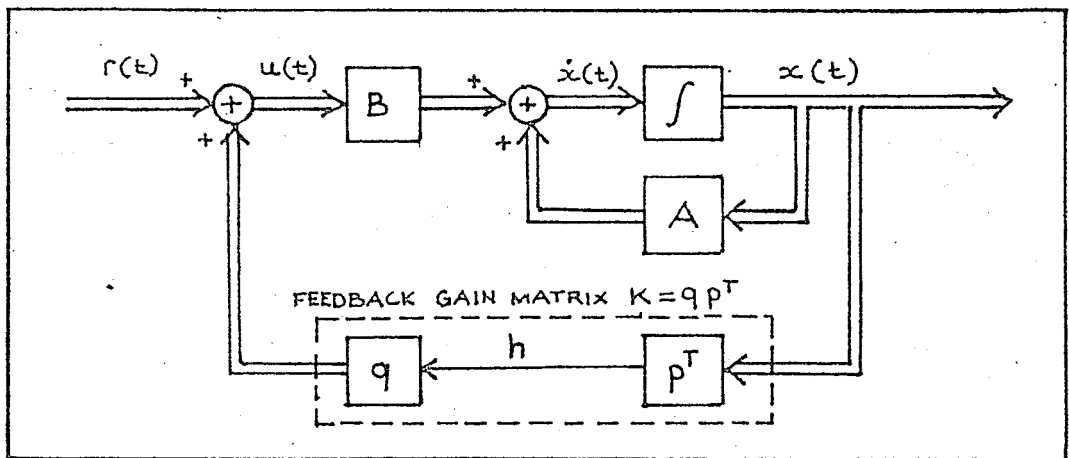 r(t) + + u(t) B + + ẋ(t) ∫ x(t)
+ +
A
FEEDBACK GAIN MATRIX K = q pᵀ
q h pᵀ